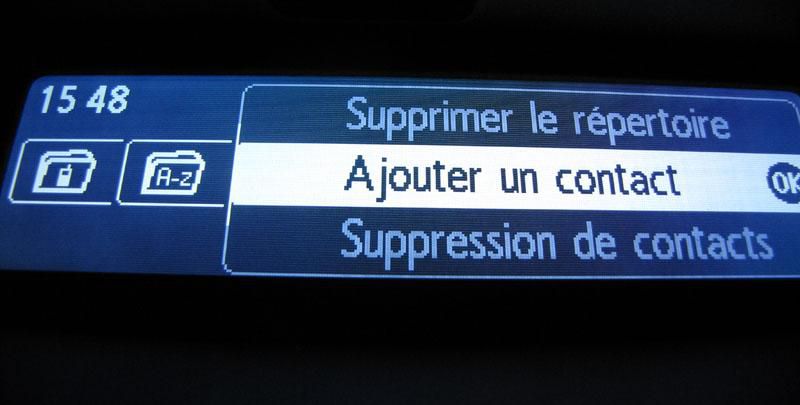 15 48
Supprimer le répertoire
A-z
Ajouter un contact OK
Suppression de contacts